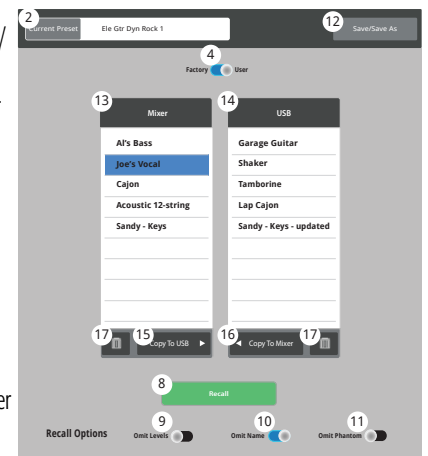 2 12
Current Preset Ele Gtr Dyn Rock 1 Save/Save As
4
Factory User
13 14
Mixer USB
Al's Bass Garage Guitar
Joe's Vocal Shaker
Cajon Tamborine
Acoustic 12-string Lap Cajon
Sandy - Keys Sandy - Keys - updated
17 15 16 17
Copy To USB Copy To Mixer
8
Recall
9 10 11
Recall Options Omit Levels Omit Name Omit Phantom